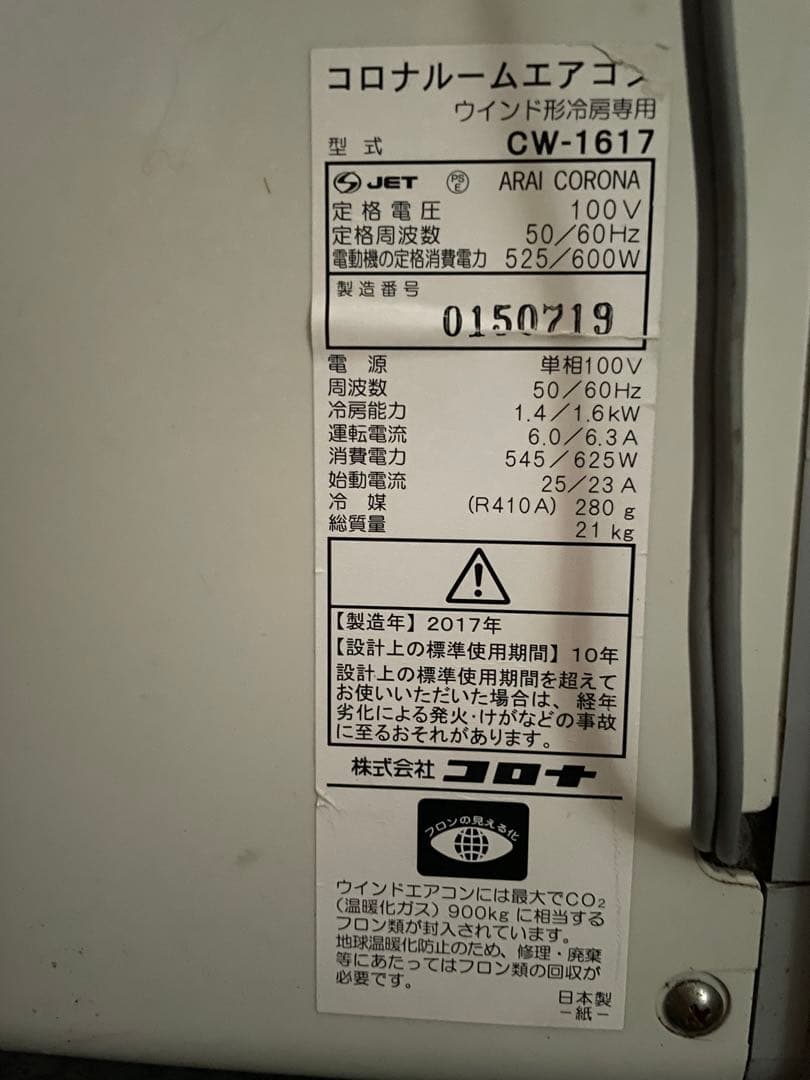 コロナルームエアコン
ウインド形冷房専用
型式 CW-1617
JET PSE ARAI CORONA
定格電圧 100V
定格周波数 50/60Hz
電動機の定格消費電力 525/600W
製造番号
0150719
電源 単相100V
周波数 50/60Hz
冷房能力 1.4/1.6kW
運転電流 6.0/6.3A
消費電力 545/625W
始動電流 25/23A
冷媒 (R410A) 280g
総質量 21kg
【製造年】2017年
【設計上の標準使用期間】10年
設計上の標準使用期間を超えて
お使いいただいた場合は、経年
劣化による発火・けがなどの事故
に至るおそれがあります。
株式会社 コロナ
フロンの見える化
ウインドエアコンには最大でCO₂
(温暖化ガス)900kgに相当する
フロン類が封入されています。
地球温暖化防止のため、修理・廃棄
等にあたってはフロン類の回収が
必要です。
日本製
-紙-